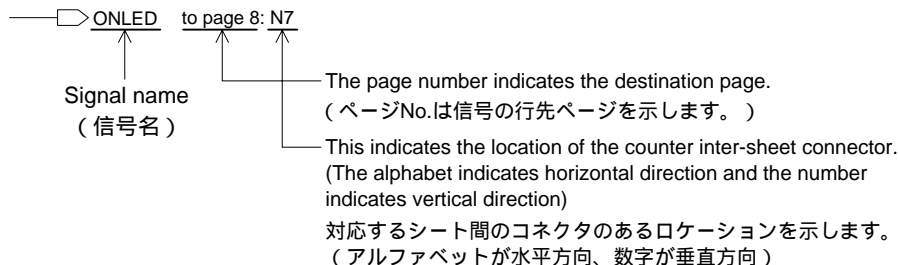 ONLED to page 8: N7
Signal name
(信号名)
The page number indicates the destination page.
(ページNo.は信号の行先ページを示します。)
This indicates the location of the counter inter-sheet connector.
(The alphabet indicates horizontal direction and the number
indicates vertical direction)
対応するシート間のコネクタのあるロケーションを示します。
(アルファベットが水平方向、数字が垂直方向)